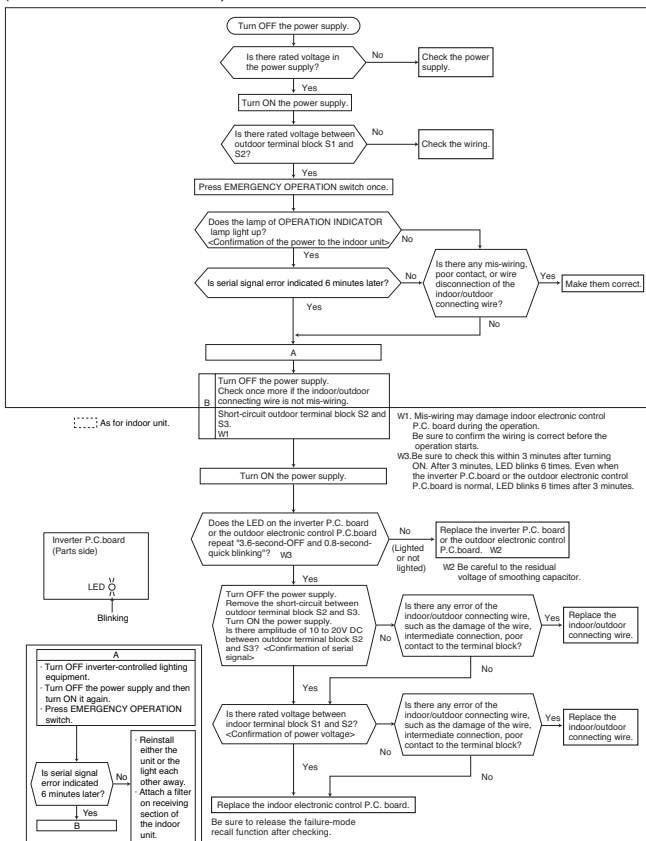 Turn OFF the power supply.
Is there rated voltage in
the power supply?
No
Check the power
supply.
Yes
Turn ON the power supply.
Is there rated voltage between
outdoor terminal block S1 and
S2?
No
Check the wiring.
Yes
Press EMERGENCY OPERATION switch once.
Does the lamp of OPERATION INDICATOR
lamp light up?
<Confirmation of the power to the indoor unit>
No
Yes
Is serial signal error indicated 6 minutes later?
No
Yes
Is there any mis-wiring,
poor contact, or wire
disconnection of the
indoor/outdoor
connecting wire?
Yes
Make them correct.
No
A
B
Turn OFF the power supply.
Check once more if the indoor/outdoor
connecting wire is not mis-wiring.
Short-circuit outdoor terminal block S2 and
S3.
W1
As for indoor unit.
W1. Mis-wiring may damage indoor electronic control
P.C. board during the operation.
Be sure to confirm the wiring is correct before the
operation starts.
W3.Be sure to check this within 3 minutes after turning
ON. After 3 minutes, LED blinks 6 times. Even when
the inverter P.C.board or the outdoor electronic control
P.C.board is normal, LED blinks 6 times after 3 minutes.
Turn ON the power supply.
Does the LED on the inverter P.C. board
or the outdoor electronic control P.C.board
repeat "3.6-second-OFF and 0.8-second-
quick blinking"? W3
No
(Lighted
or not
lighted)
Replace the inverter P.C. board
or the outdoor electronic control
P.C.board. W2
W2 Be careful to the residual
voltage of smoothing capacitor.
Yes
Inverter P.C.board
(Parts side)
LED
Blinking
Turn OFF the power supply.
Remove the short-circuit between
outdoor terminal block S2 and S3.
Turn ON the power supply.
Is there amplitude of 10 to 20V DC
between outdoor terminal block S2
and S3? <Confirmation of serial
signal>
No
Is there any error of the
indoor/outdoor connecting wire,
such as the damage of the wire,
intermediate connection, poor
contact to the terminal block?
Yes
Replace the
indoor/outdoor
connecting wire.
No
Yes
Is there rated voltage between
indoor terminal block S1 and S2?
<Confirmation of power voltage>
No
Is there any error of the
indoor/outdoor connecting wire,
such as the damage of the wire,
intermediate connection, poor
contact to the terminal block?
Yes
Replace the
indoor/outdoor
connecting wire.
No
Yes
Replace the indoor electronic control P.C. board.
Be sure to release the failure-mode
recall function after checking.
A
· Turn OFF inverter-controlled lighting
equipment.
· Turn OFF the power supply and then
turn ON it again.
· Press EMERGENCY OPERATION
switch.
Is serial signal
error indicated
6 minutes later?
No
Yes
B
· Reinstall
either the
unit or the
light each
other away.
· Attach a filter
on receiving
section of
the indoor
unit.